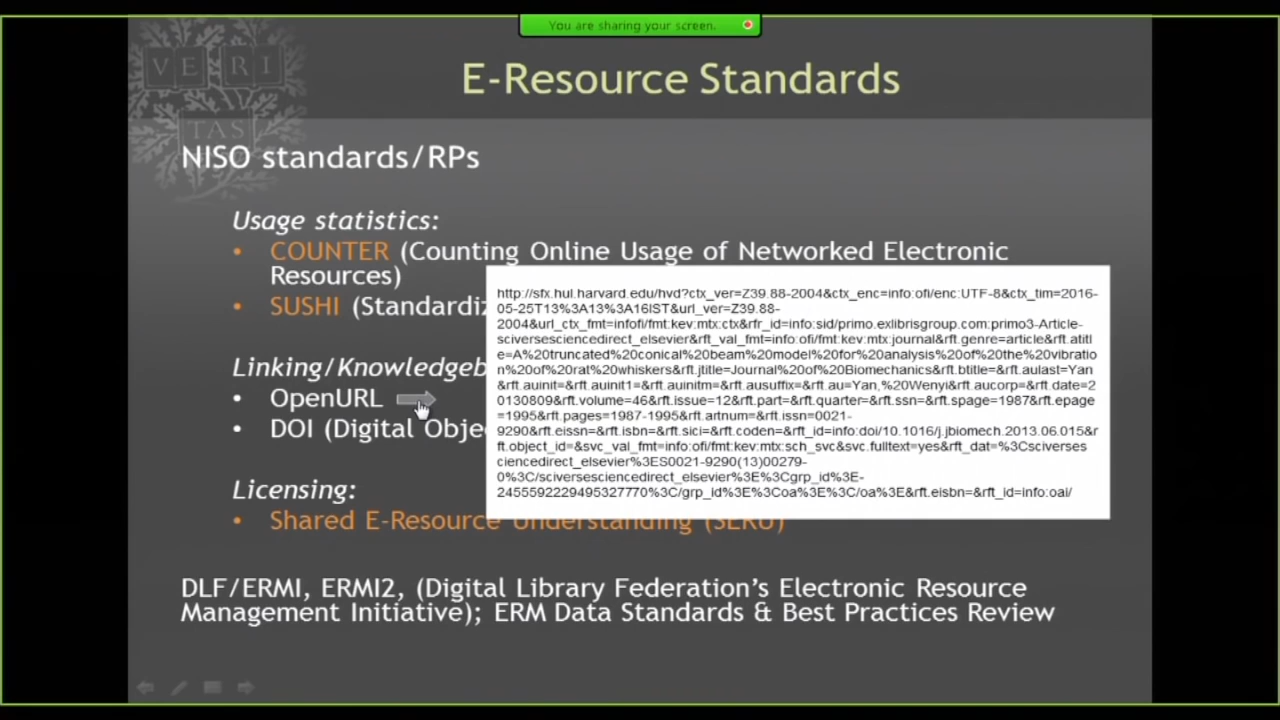 You are sharing your screen.
VE RI
TAS
E-Resource Standards
NISO standards/RPs
Usage statistics:
• COUNTER (Counting Online Usage of Networked Electronic
Resources)
• SUSHI (Standardiz
Linking/Knowledgeb
• OpenURL
• DOI (Digital Objec
http://sfx.hul.harvard.edu/hvd?ctx_ver=Z39.88-2004&ctx_enc=info:ofi/enc:UTF-8&ctx_tim=2016-
05-25T13%3A13%3A16IST&url_ver=Z39.88-
2004&url_ctx_fmt=infofi/fmt:kev:mtx:ctx&rfr_id=info:sid/primo.exlibrisgroup.com:primo3-Article-
sciversesciencedirect_elsevier&rft_val_fmt=info:ofi/fmt:kev:mtx:journal&rft.genre=article&rft.atitl
e=A%20truncated%20conical%20beam%20model%20for%20analysis%20of%20the%20vibratio
n%20of%20rat%20whiskers&rft.jtitle=Journal%20of%20Biomechanics&rft.btitle=&rft.aulast=Yan
&rft.auinit=&rft.auinit1=&rft.auinitm=&rft.ausuffix=&rft.au=Yan,%20Wenyi&rft.aucorp=&rft.date=2
0130809&rft.volume=46&rft.issue=12&rft.part=&rft.quarter=&rft.ssn=&rft.spage=1987&rft.epage
=1995&rft.pages=1987-1995&rft.artnum=&rft.issn=0021-
9290&rft.eissn=&rft.isbn=&rft.sici=&rft.coden=&rft_id=info:doi/10.1016/j.jbiomech.2013.06.015&r
ft.object_id=&svc_val_fmt=info:ofi/fmt:kev:mtx:sch_svc&svc.fulltext=yes&rft_dat=%3Csciverses
ciencedirect_elsevier%3ES0021-9290(13)00279-
0%3C/sciversesciencedirect_elsevier%3E%3Cgrp_id%3E-
2455592229495327770%3C/grp_id%3E%3Coa%3E%3C/oa%3E&rft.eisbn=&rft_id=info:oai/
Licensing:
• Shared E-Resource Understanding (SERU)
DLF/ERMI, ERMI2, (Digital Library Federation's Electronic Resource
Management Initiative); ERM Data Standards & Best Practices Review